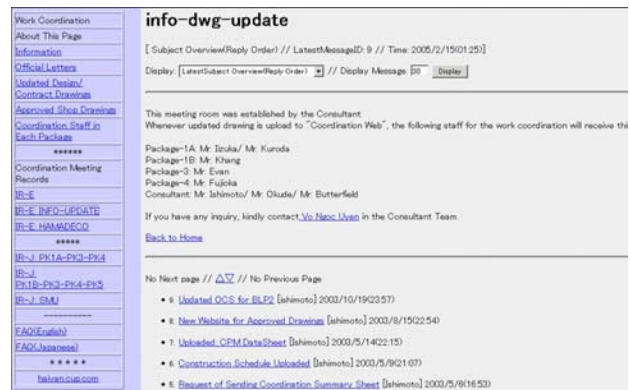 Work Coordination
About This Page
Information
Official Letters
Updated Design/
Contract Drawings
Approved Shop Drawings
Coordination Staff in
Each Package
******
Coordination Meeting
Records
IR-E
IR-E: INFO-UPDATE
IR-E: HAMADECO
*****
IR-J: PK1A-PK3-PK4
IR-J:
PK1B-PK2-PK4-PK5
IR-J: SMU
----------
FAQ(English)
FAQ(Japanese)
* * * * *
haivan.cup.com
info-dwg-update
[ Subject Overview(Reply Order) // LatestMessageID: 9 // Time: 2005/2/15(01:25)]
Display: [LatestSubject Overview(Reply Order)] // Display Message: 30 Display
This meeting room was established by the Consultant
Whenever updated drawing is upload to "Coordination Web", the following staff for the work coordination will receive thi
Package-1A: Mr. Iizuka/ Mr. Kuroda
Package-1B: Mr. Khang
Package-3: Mr. Evan
Package-4: Mr. Fujioka
Consultant: Mr. Ishimoto/ Mr. Okude/ Mr. Butterfield
If you have any inquiry, kindly contact Vo Ngoc Uyen in the Consultant Team.
Back to Home
No Next page // △▽ // No Previous Page
• 9. Updated OCS for BLP2 [ishimoto] 2003/10/19(23:57)
• 8. New Website for Approved Drawings [ishimoto] 2003/8/15(22:54)
• 7. Uploaded: CPM DataSheet [ishimoto] 2003/5/14(22:15)
• 6. Construction Schedule Uploaded [ishimoto] 2003/5/9(21:07)
• 5. Request of Sending Coordination Summary Sheet [ishimoto] 2003/5/6(16:53)